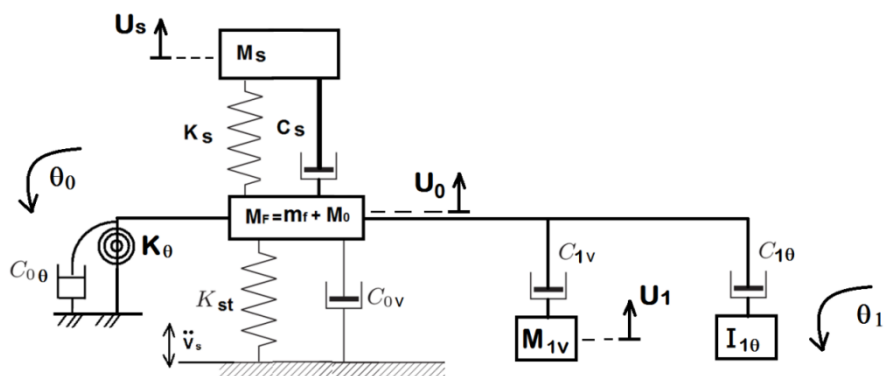 Us
Ms
Ks
Cs
θ0
U0
MF=mf+M0
Kθ
C0θ
Kst
C0v
v̈s
C1v
C1θ
U1
M1v
I1θ
θ1